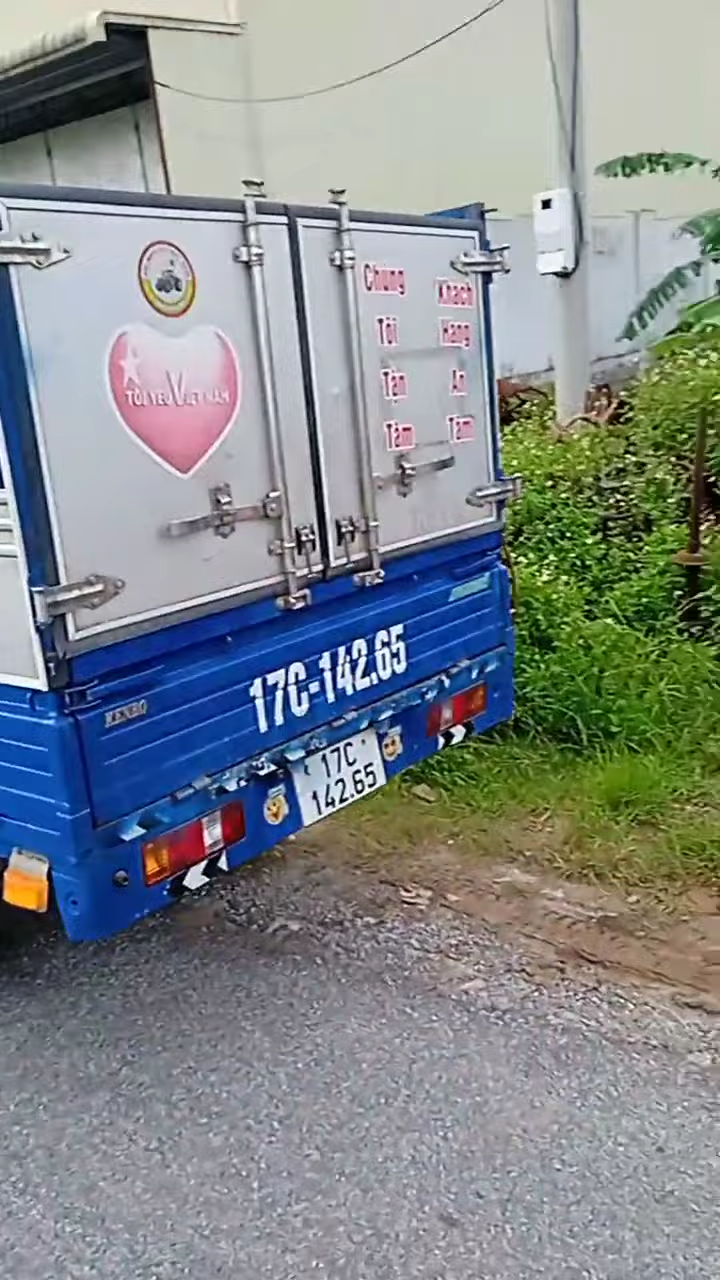 TÔI YÊU VIỆT NAM
Chúng Khách
Tôi Hàng
Tận An
Tâm Tâm
17C-142.65
KENBO
17C
142.65